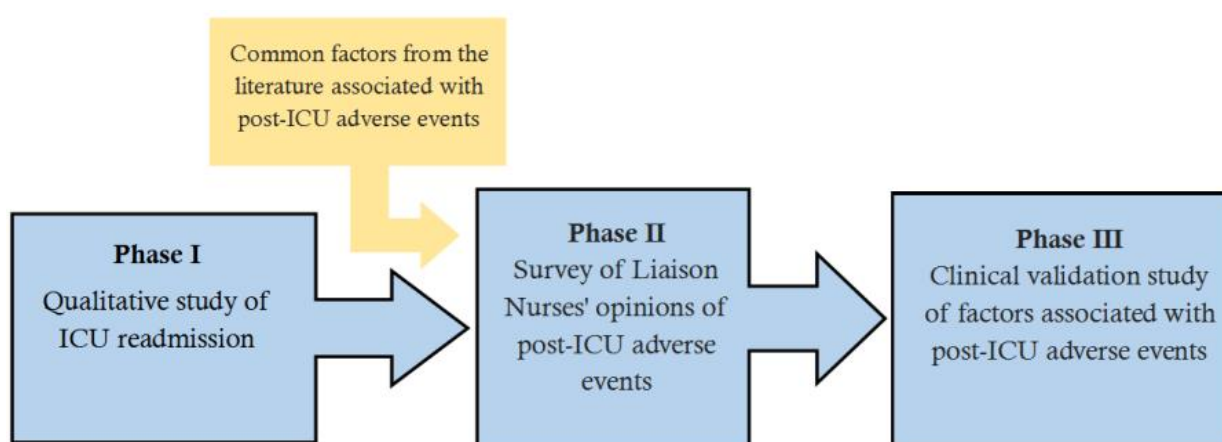 Common factors from the
literature associated with
post-ICU adverse events
Phase I
Qualitative study of
ICU readmission
Phase II
Survey of Liaison
Nurses' opinions of
post-ICU adverse
events
Phase III
Clinical validation study
of factors associated with
post-ICU adverse events